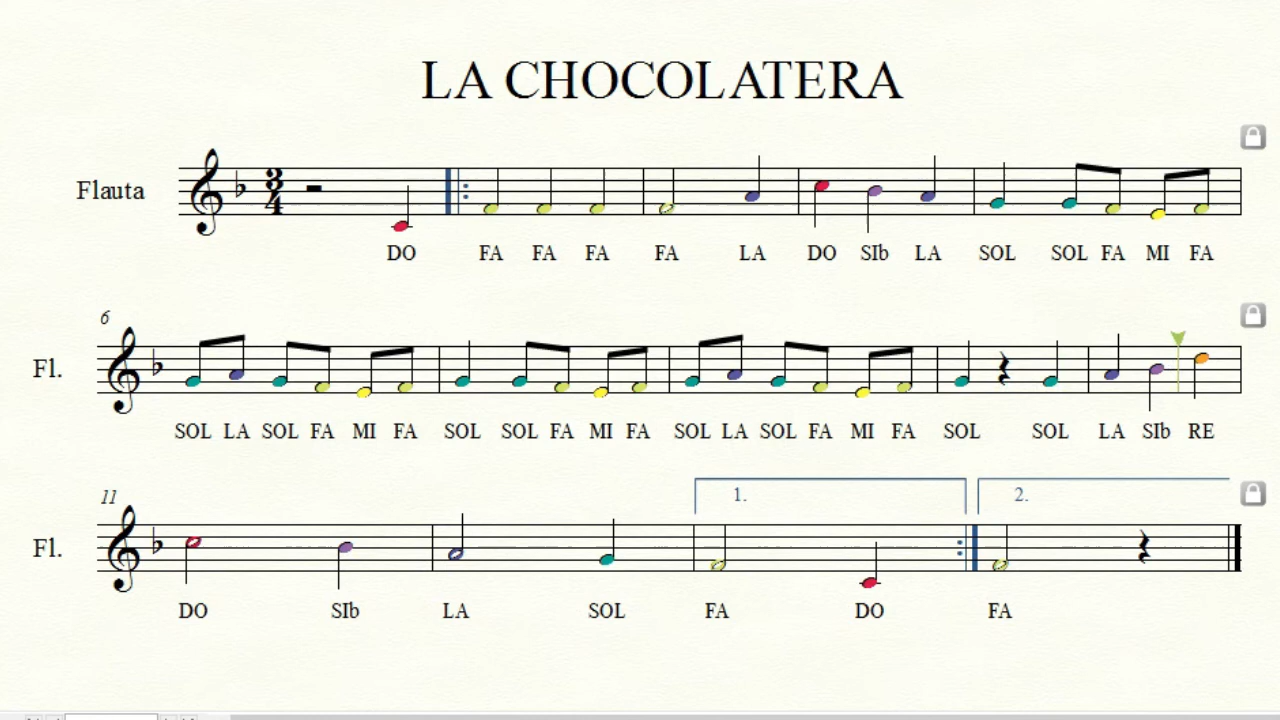 LA CHOCOLATERA
Flauta
3
4
DO FA FA FA FA LA DO SIb LA SOL SOL FA MI FA
6
Fl.
SOL LA SOL FA MI FA SOL SOL FA MI FA SOL LA SOL FA MI FA SOL SOL LA SIb RE
11
1. 2.
Fl.
DO SIb LA SOL FA DO FA